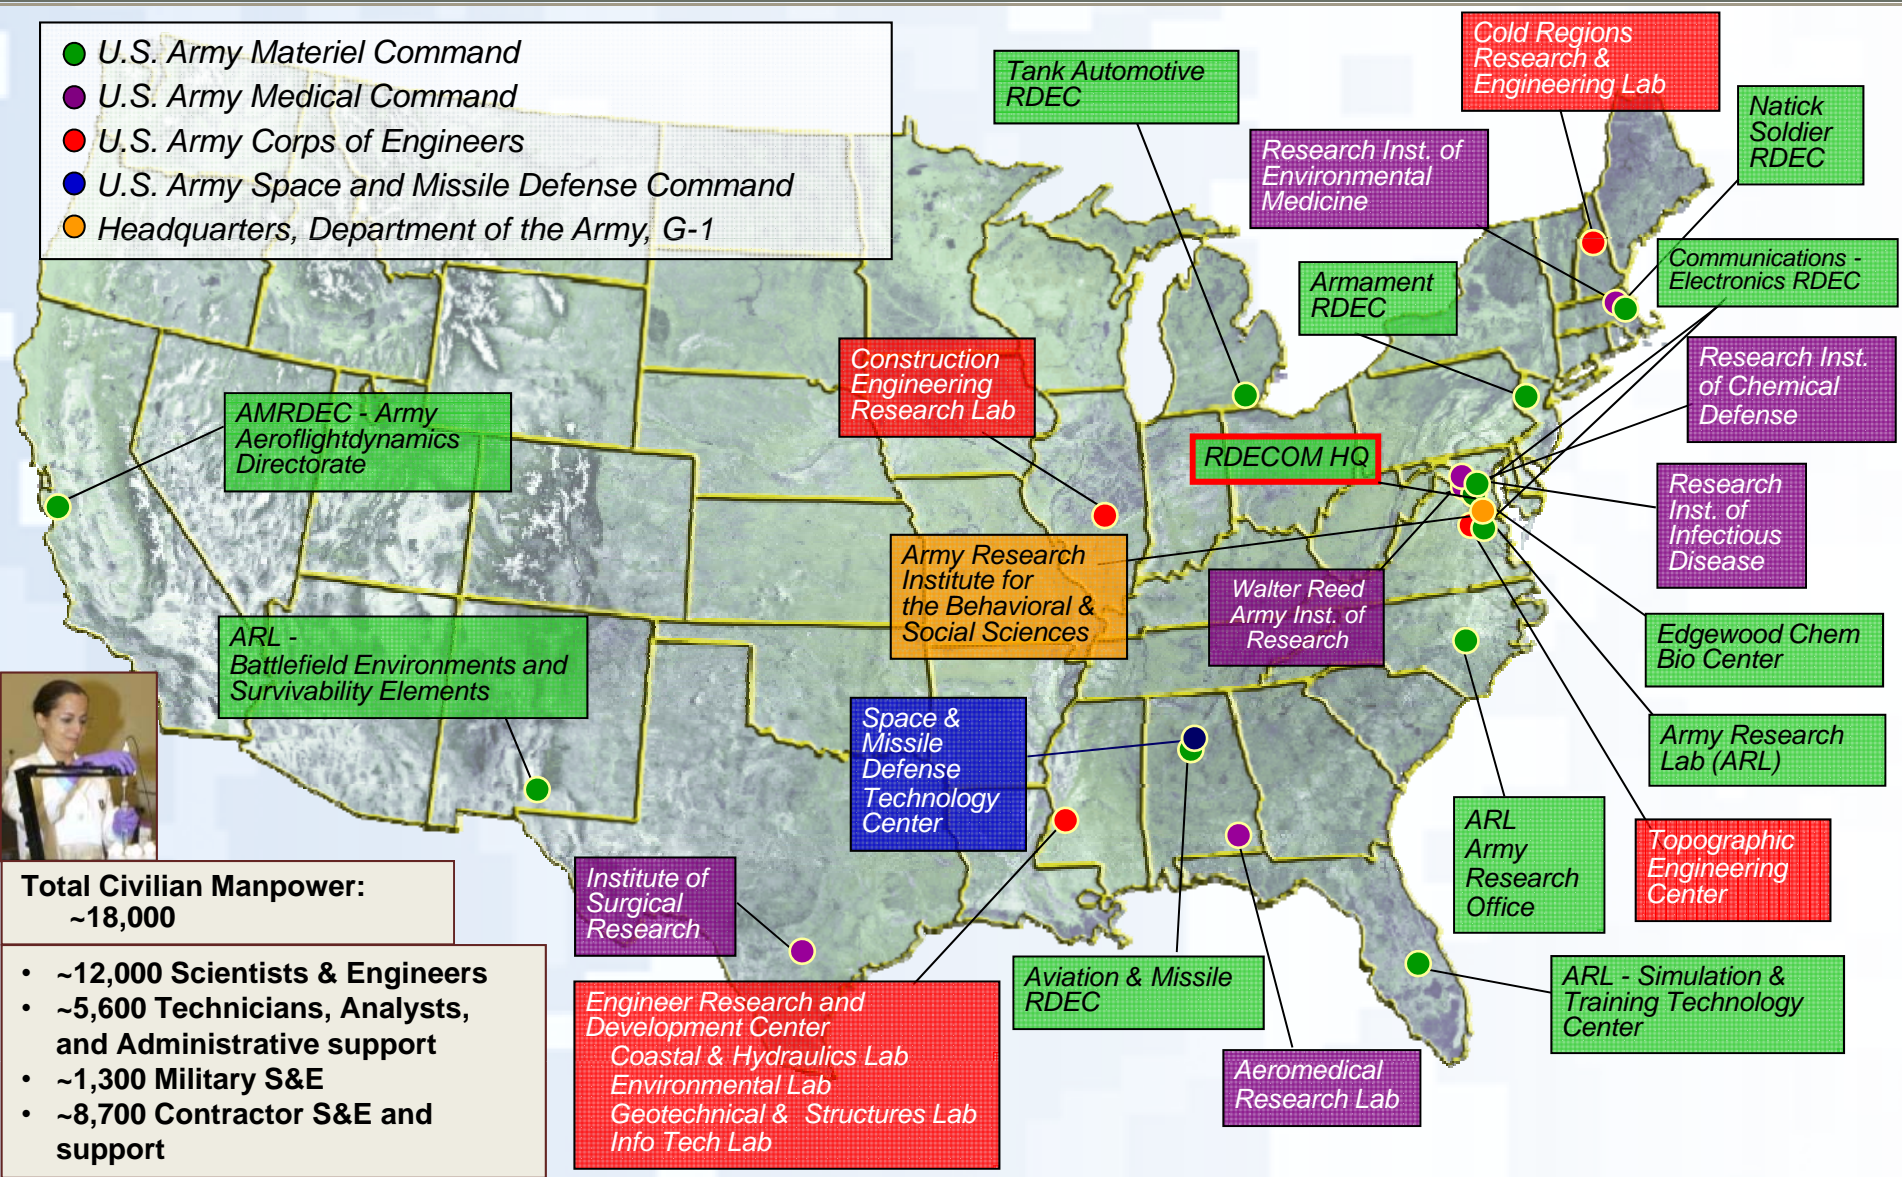 U.S. Army Materiel Command
U.S. Army Medical Command
U.S. Army Corps of Engineers
U.S. Army Space and Missile Defense Command
Headquarters, Department of the Army, G-1
Tank Automotive
RDEC
Cold Regions
Research &
Engineering Lab
Natick
Soldier
RDEC
Research Inst. of
Environmental
Medicine
Communications -
Electronics RDEC
Armament
RDEC
Construction
Engineering
Research Lab
Research Inst.
of Chemical
Defense
AMRDEC - Army
Aeroflightdynamics
Directorate
RDECOM HQ
Research
Inst. of
Infectious
Disease
Army Research
Institute for
the Behavioral &
Social Sciences
Walter Reed
Army Inst. of
Research
ARL -
Battlefield Environments and
Survivability Elements
Edgewood Chem
Bio Center
Space &
Missile
Defense
Technology
Center
Army Research
Lab (ARL)
ARL
Army
Research
Office
Topographic
Engineering
Center
Institute of
Surgical
Research
Total Civilian Manpower:
~18,000
• ~12,000 Scientists & Engineers
• ~5,600 Technicians, Analysts,
and Administrative support
• ~1,300 Military S&E
• ~8,700 Contractor S&E and
support
Engineer Research and
Development Center
Coastal & Hydraulics Lab
Environmental Lab
Geotechnical & Structures Lab
Info Tech Lab
Aviation & Missile
RDEC
ARL - Simulation &
Training Technology
Center
Aeromedical
Research Lab